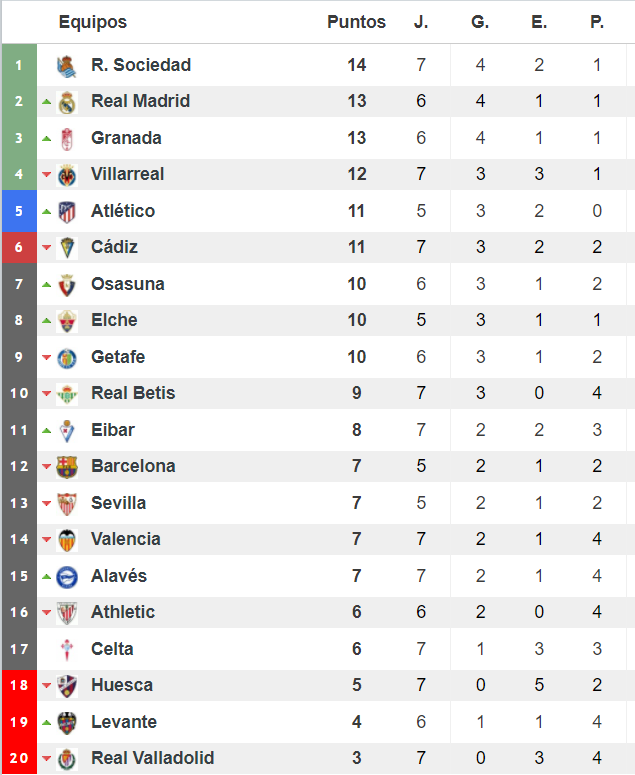 Equipos Puntos J. G. E. P.
1 R. Sociedad 14 7 4 2 1
2 Real Madrid 13 6 4 1 1
3 Granada 13 6 4 1 1
4 Villarreal 12 7 3 3 1
5 Atlético 11 5 3 2 0
6 Cádiz 11 7 3 2 2
7 Osasuna 10 6 3 1 2
8 Elche 10 5 3 1 1
9 Getafe 10 6 3 1 2
10 Real Betis 9 7 3 0 4
11 Eibar 8 7 2 2 3
12 Barcelona 7 5 2 1 2
13 Sevilla 7 5 2 1 2
14 Valencia 7 7 2 1 4
15 Alavés 7 7 2 1 4
16 Athletic 6 6 2 0 4
17 Celta 6 7 1 3 3
18 Huesca 5 7 0 5 2
19 Levante 4 6 1 1 4
20 Real Valladolid 3 7 0 3 4